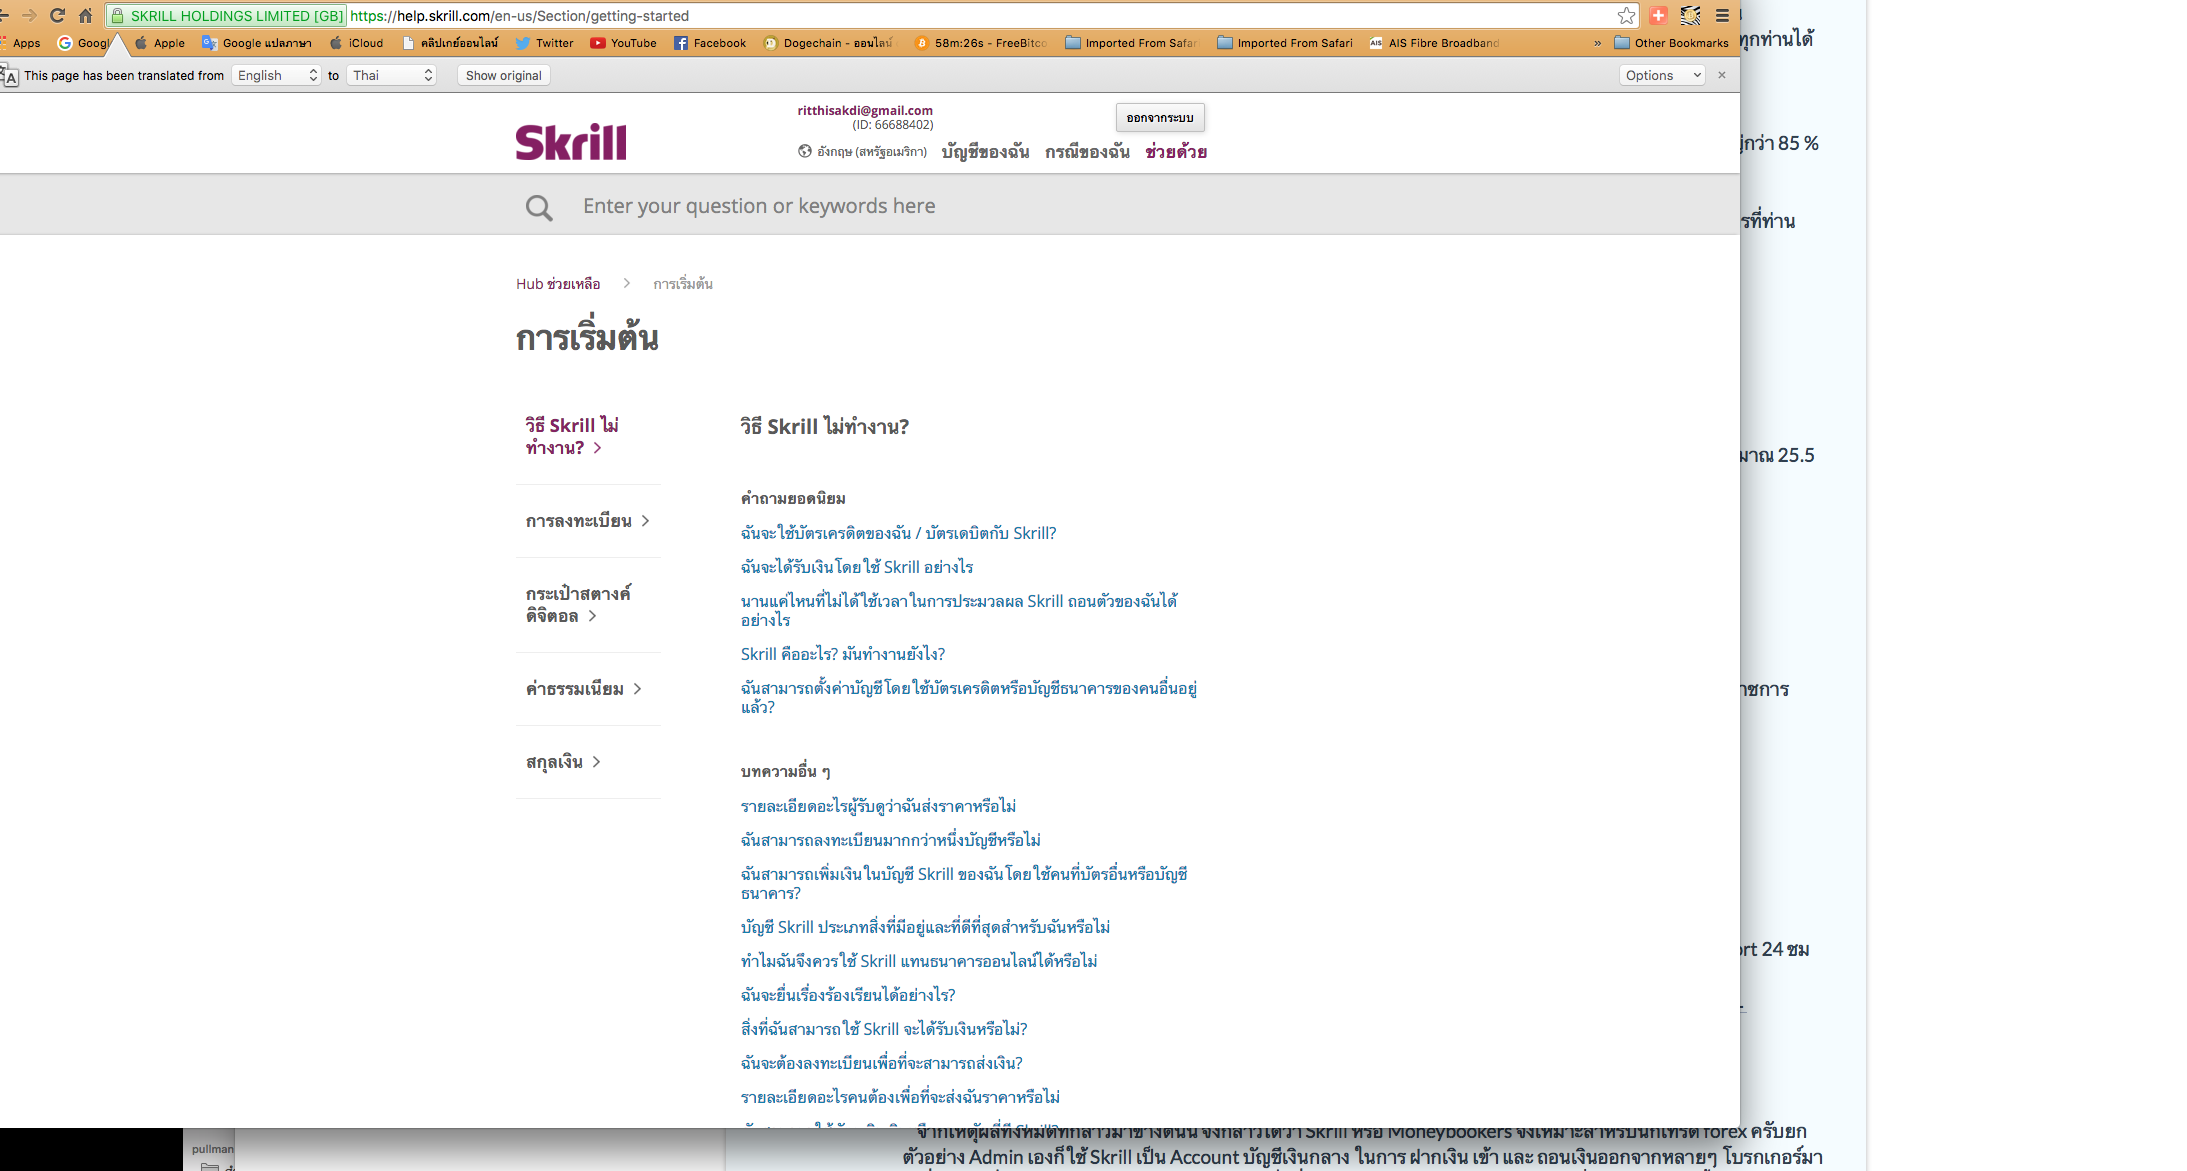 SKRILL HOLDINGS LIMITED [GB] https://help.skrill.com/en-us/Section/getting-started
Apps Googl Apple Google แปลภาษา iCloud คลิปเกย์ออนไลน์ Twitter YouTube Facebook Dogechain - ออนไลน์ 58m:26s - FreeBitco Imported From Safar Imported From Safari AIS AIS Fibre Broadband » Other Bookmarks
This page has been translated from English to Thai Show original Options ×
ทุกท่านได้
Skrill
ritthisakdi@gmail.com
(ID: 66688402)
ออกจากระบบ
อังกฤษ (สหรัฐอเมริกา) บัญชีของฉัน กรณีของฉัน ช่วยด้วย
กว่า 85 %
Enter your question or keywords here
รที่ท่าน
Hub ช่วยเหลือ > การเริ่มต้น
การเริ่มต้น
วิธี Skrill ไม่
ทำงาน? >
การลงทะเบียน >
กระเป๋าสตางค์
ดิจิตอล >
ค่าธรรมเนียม >
สกุลเงิน >
วิธี Skrill ไม่ทำงาน?
คำถามยอดนิยม
ฉันจะใช้บัตรเครดิตของฉัน / บัตรเดบิตกับ Skrill?
ฉันจะได้รับเงินโดยใช้ Skrill อย่างไร
นานแค่ไหนที่ไม่ได้ใช้เวลาในการประมวลผล Skrill ถอนตัวของฉันได้
อย่างไร
Skrill คืออะไร? มันทำงานยังไง?
ฉันสามารถตั้งค่าบัญชีโดยใช้บัตรเครดิตหรือบัญชีธนาคารของคนอื่นอยู่
แล้ว?
บทความอื่น ๆ
รายละเอียดอะไรผู้รับดูว่าฉันส่งราคาหรือไม่
ฉันสามารถลงทะเบียนมากกว่าหนึ่งบัญชีหรือไม่
ฉันสามารถเพิ่มเงินในบัญชี Skrill ของฉันโดยใช้คนที่บัตรอื่นหรือบัญชี
ธนาคาร?
บัญชี Skrill ประเภทสิ่งที่มีอยู่และที่ดีที่สุดสำหรับฉันหรือไม่
ทำไมฉันจึงควรใช้ Skrill แทนธนาคารออนไลน์ได้หรือไม่
ฉันจะยื่นเรื่องร้องเรียนได้อย่างไร?
สิ่งที่ฉันสามารถใช้ Skrill จะได้รับเงินหรือไม่?
ฉันจะต้องลงทะเบียนเพื่อที่จะสามารถส่งเงิน?
รายละเอียดอะไรคนต้องเพื่อที่จะส่งฉันราคาหรือไม่
มาณ 25.5
าชการ
ort 24 ชม
pullman
forex ครับยก
ตัวอย่าง Admin เองก็ใช้ Skrill เป็น Account บัญชีเงินกลาง ในการ ฝากเงิน เข้า และ ถอนเงินออกจากหลายๆ โบรกเกอร์มา